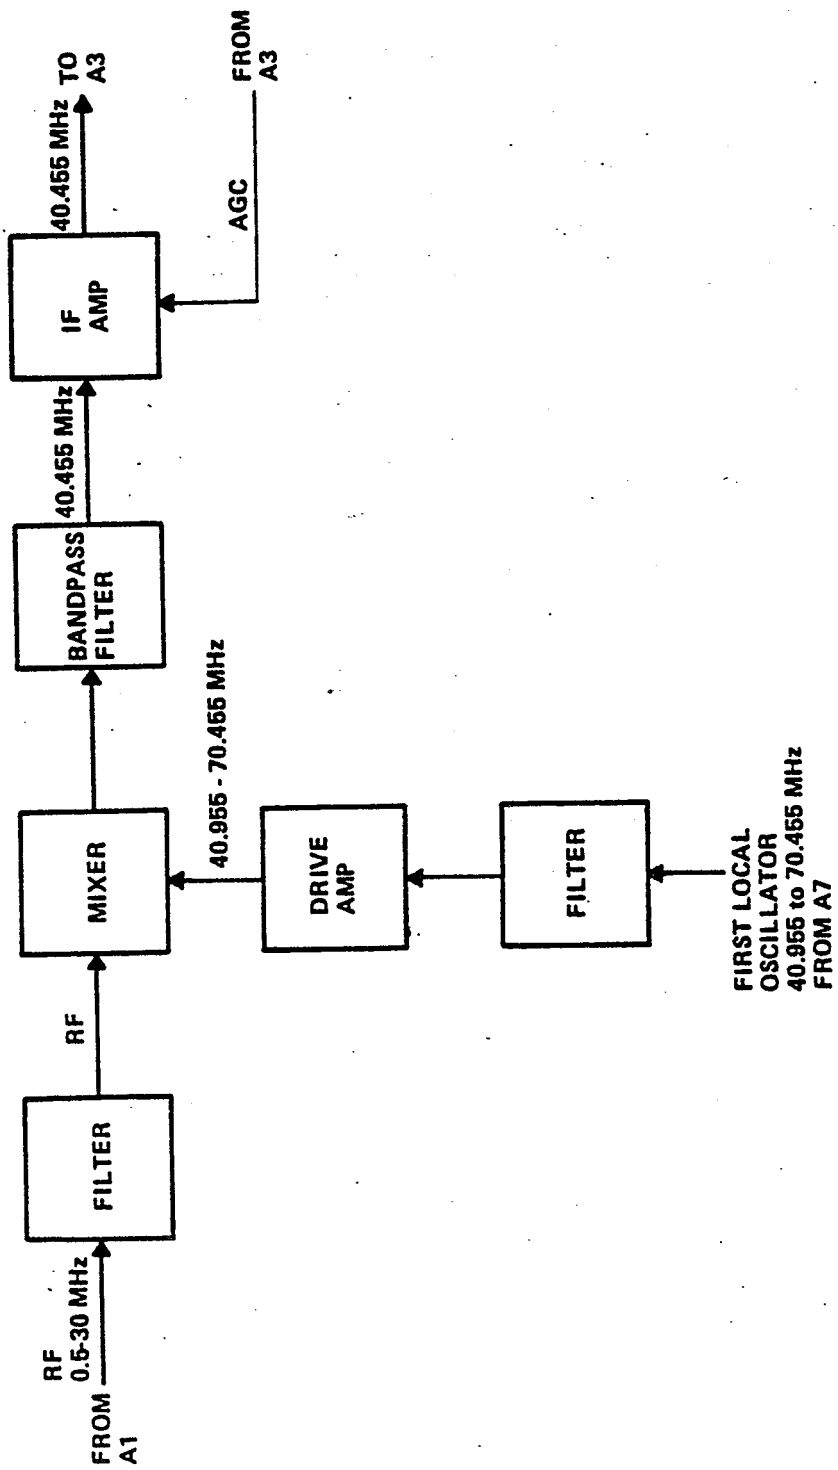 RF
0.5-30 MHz
FROM
A1
FILTER
RF
MIXER
BANDPASS
FILTER
40.455 MHz
IF
AMP
40.455 MHz
TO
A3
AGC
FROM
A3
40.955 - 70.455 MHz
DRIVE
AMP
FILTER
FIRST LOCAL
OSCILLATOR
40.955 to 70.455 MHz
FROM A7